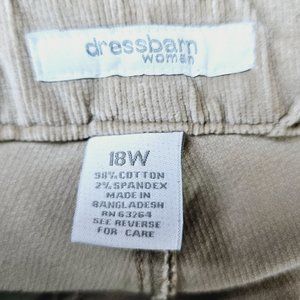 dressbarn
woman
18W
98% COTTON
2% SPANDEX
MADE IN
BANGLADESH
RN 63264
SEE REVERSE
FOR CARE